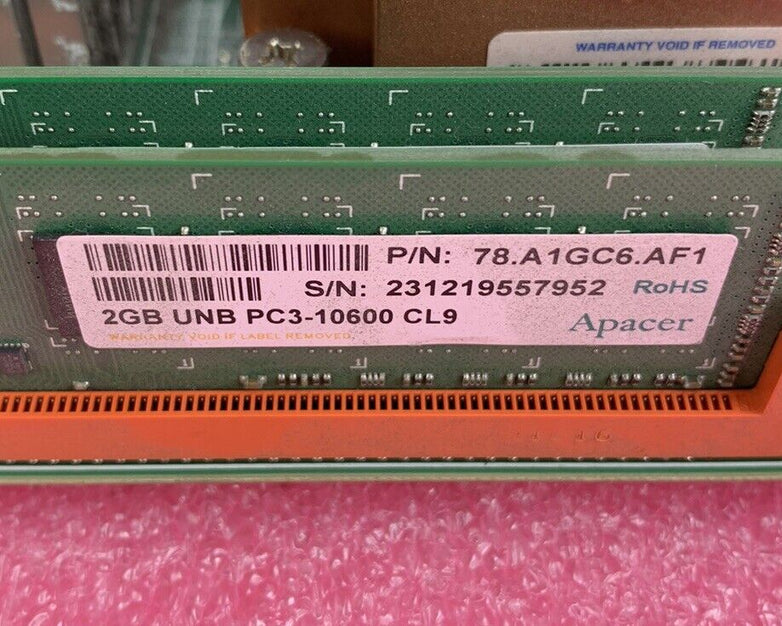 WARRANTY VOID IF REMOVED
P/N: 78.A1GC6.AF1
S/N: 231219557952 RoHS
2GB UNB PC3-10600 CL9
Apacer
WARRANTY VOID IF LABEL REMOVED.